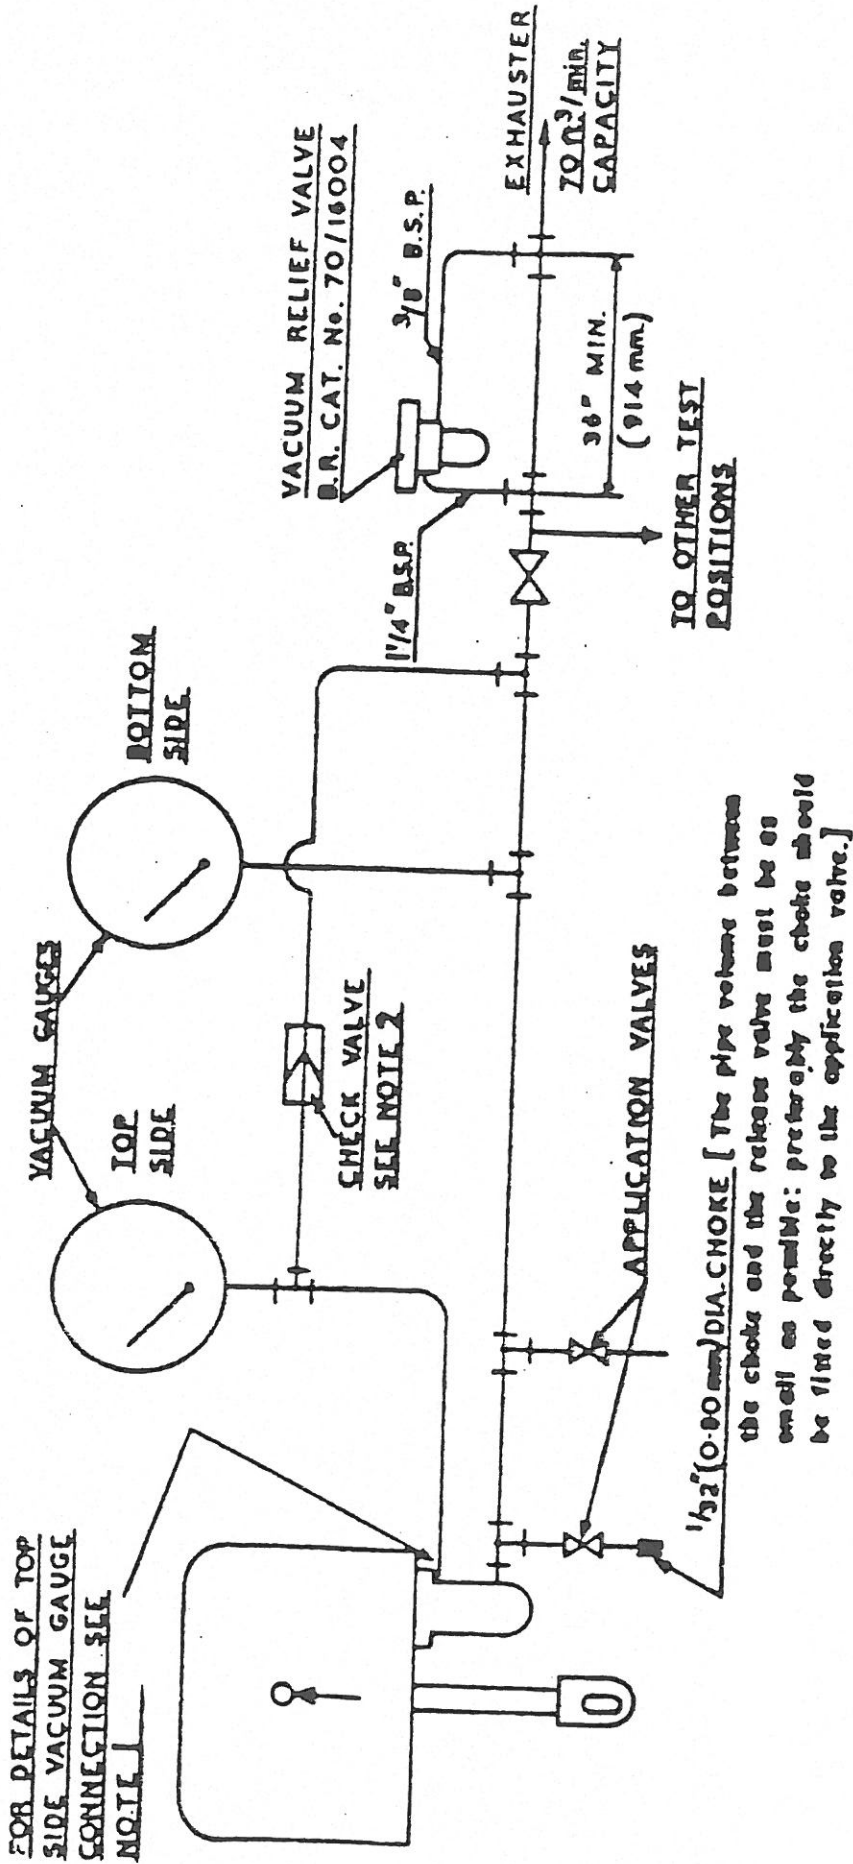 FOR DETAILS OF TOP
SIDE VACUUM GAUGE
CONNECTION SEE
NOTE 1
VACUUM GAUGES
TOP
SIDE
BOTTOM
SIDE
CHECK VALVE
SEE NOTE 2
VACUUM RELIEF VALVE
B.R. CAT. No. 70/16004
3/8" B.S.P.
1 1/4" B.S.P.
EXHAUSTER
70 ft³/min.
CAPACITY
36" MIN.
(914 mm)
TO OTHER TEST
POSITIONS
APPLICATION VALVES
1/32" (0·80 mm) DIA. CHOKE [The pipe volume between
the choke and the release valve must be as
small as possible: preferably the choke should
be fitted directly to the application valve.]